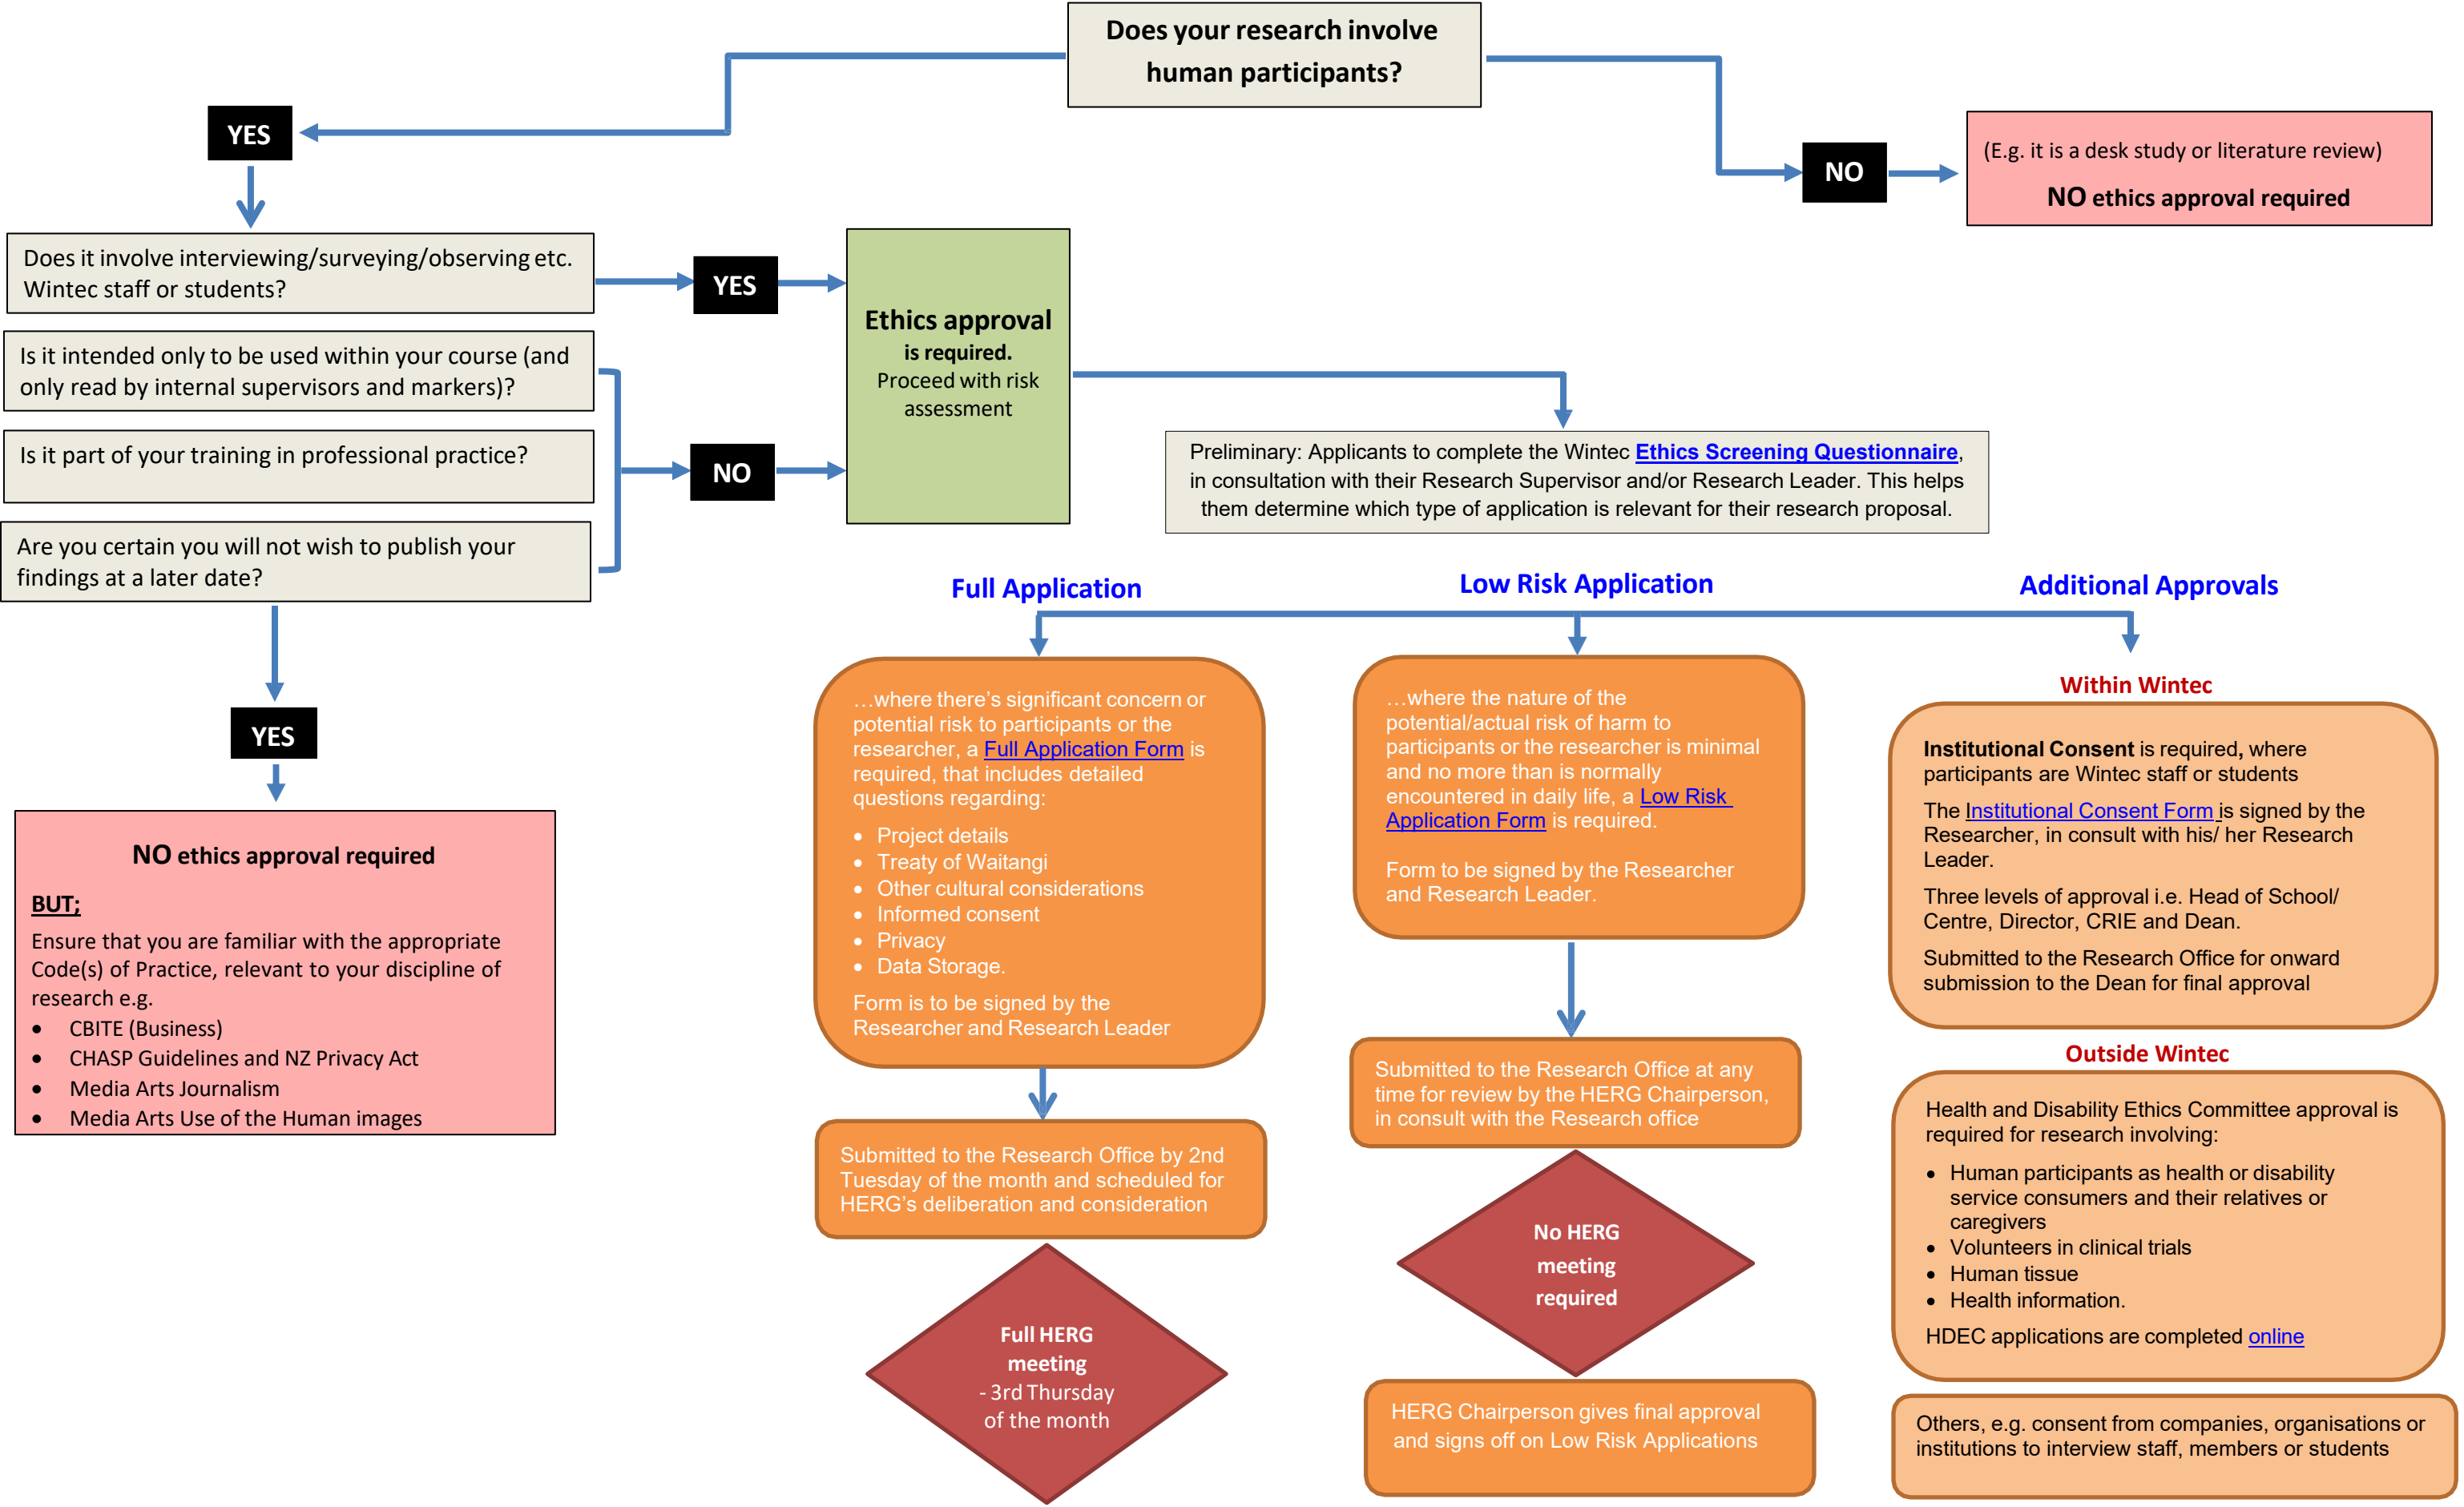 Does your research involve
human participants?
YES
NO
(E.g. it is a desk study or literature review)
NO ethics approval required
Does it involve interviewing/surveying/observing etc.
Wintec staff or students?
YES
Is it intended only to be used within your course (and
only read by internal supervisors and markers)?
Is it part of your training in professional practice?
NO
Are you certain you will not wish to publish your
findings at a later date?
Ethics approval
is required.
Proceed with risk
assessment
Preliminary: Applicants to complete the Wintec Ethics Screening Questionnaire,
in consultation with their Research Supervisor and/or Research Leader. This helps
them determine which type of application is relevant for their research proposal.
YES
NO ethics approval required
BUT;
Ensure that you are familiar with the appropriate
Code(s) of Practice, relevant to your discipline of
research e.g.
• CBITE (Business)
• CHASP Guidelines and NZ Privacy Act
• Media Arts Journalism
• Media Arts Use of the Human images
Full Application
…where there’s significant concern or
potential risk to participants or the
researcher, a Full Application Form is
required, that includes detailed
questions regarding:
• Project details
• Treaty of Waitangi
• Other cultural considerations
• Informed consent
• Privacy
• Data Storage.
Form is to be signed by the
Researcher and Research Leader
Submitted to the Research Office by 2nd
Tuesday of the month and scheduled for
HERG’s deliberation and consideration
Full HERG
meeting
- 3rd Thursday
of the month
Low Risk Application
…where the nature of the
potential/actual risk of harm to
participants or the researcher is minimal
and no more than is normally
encountered in daily life, a Low Risk
Application Form is required.
Form to be signed by the Researcher
and Research Leader.
Submitted to the Research Office at any
time for review by the HERG Chairperson,
in consult with the Research office
No HERG
meeting
required
HERG Chairperson gives final approval
and signs off on Low Risk Applications
Additional Approvals
Within Wintec
Institutional Consent is required, where
participants are Wintec staff or students
The Institutional Consent Form is signed by the
Researcher, in consult with his/ her Research
Leader.
Three levels of approval i.e. Head of School/
Centre, Director, CRIE and Dean.
Submitted to the Research Office for onward
submission to the Dean for final approval
Outside Wintec
Health and Disability Ethics Committee approval is
required for research involving:
• Human participants as health or disability
service consumers and their relatives or
caregivers
• Volunteers in clinical trials
• Human tissue
• Health information.
HDEC applications are completed online
Others, e.g. consent from companies, organisations or
institutions to interview staff, members or students